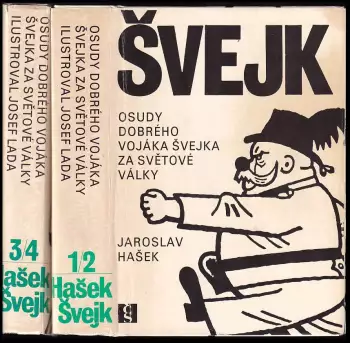 OSUDY DOBRÉHO VOJÁKA
ŠVEJKA ZA SVĚTOVÉ VÁLKY
ILUSTROVAL JOSEF LADA
3/4
Hašek
Švejk
OSUDY DOBRÉHO VOJÁKA
ŠVEJKA ZA SVĚTOVÉ VÁLKY
ILUSTROVAL JOSEF LADA
1/2
Hašek
Švejk
ŠVEJK
OSUDY
DOBRÉHO
VOJÁKA ŠVEJKA
ZA SVĚTOVÉ
VÁLKY
JAROSLAV
HAŠEK